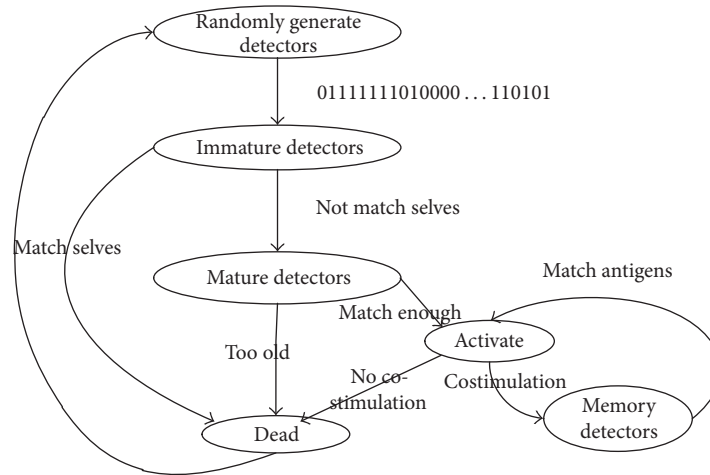 Randomly generate
detectors
01111111010000 . . . 110101
Immature detectors
Not match selves
Match selves
Mature detectors
Match antigens
Match enough
Activate
Too old
No co-
stimulation
Costimulation
Memory
detectors
Dead